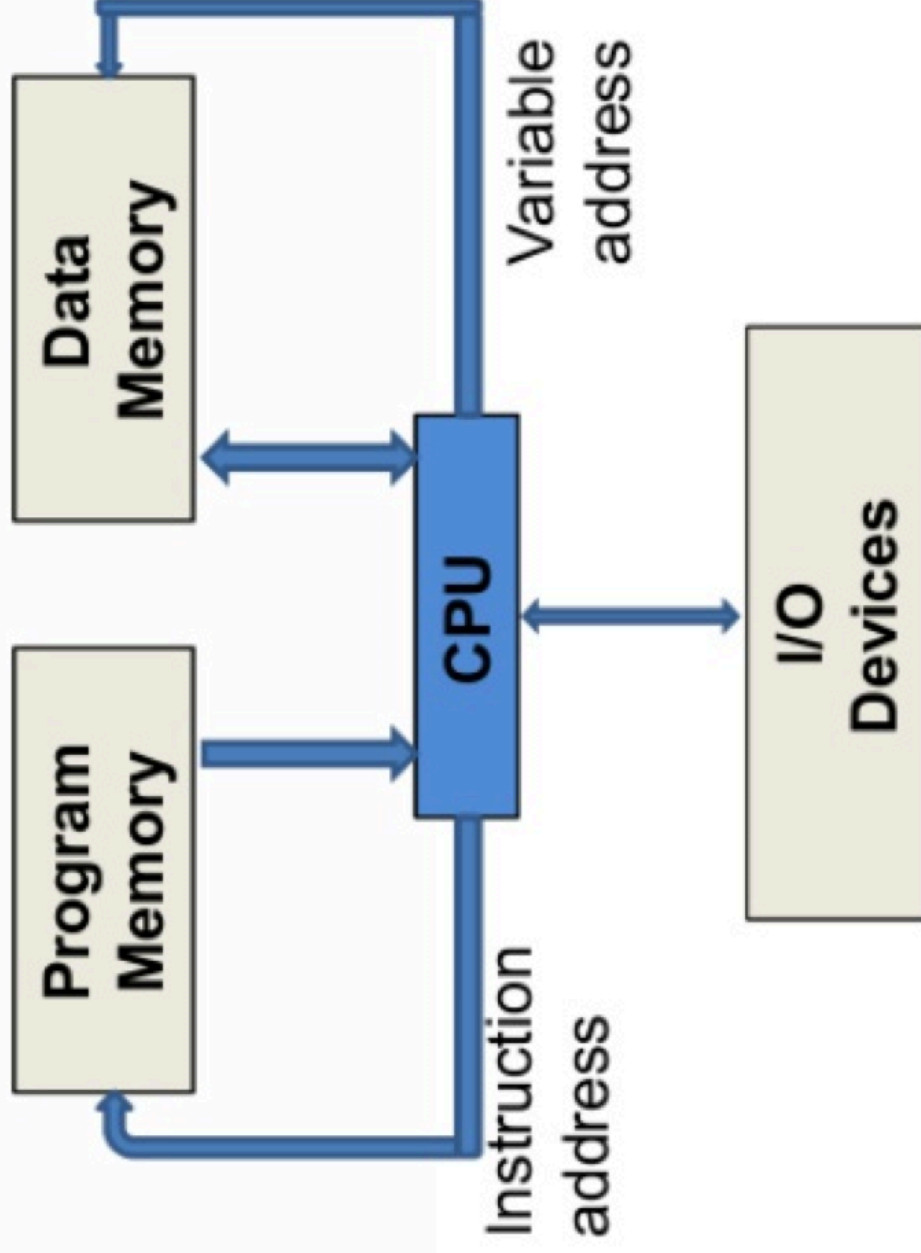 Program
Memory
Data
Memory
CPU
Instruction
address
Variable
address
I/O
Devices